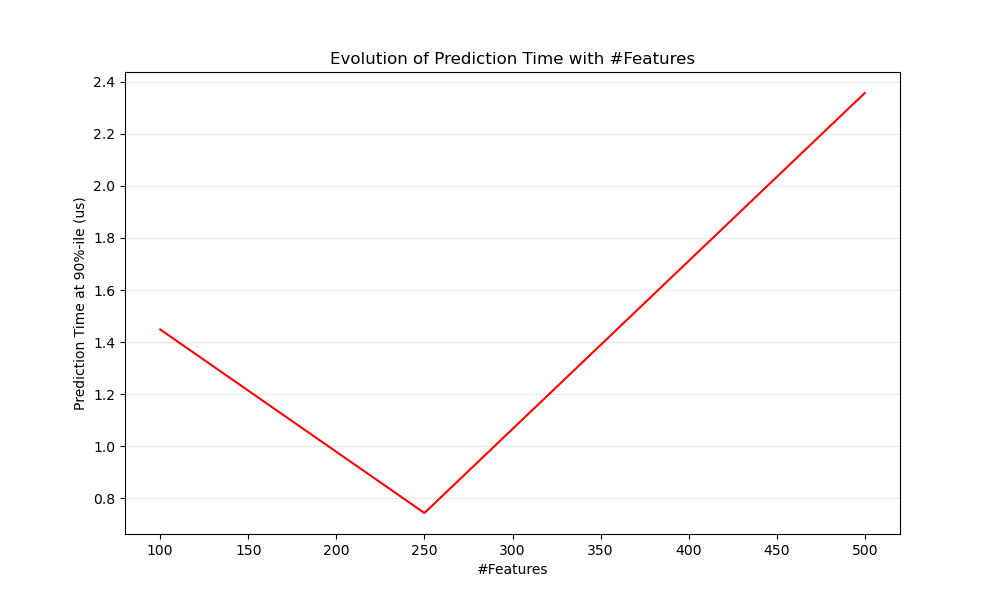 Evolution of Prediction Time with #Features
Prediction Time at 90%-ile (us)
2.4
2.2
2.0
1.8
1.6
1.4
1.2
1.0
0.8
100 150 200 250 300 350 400 450 500
#Features